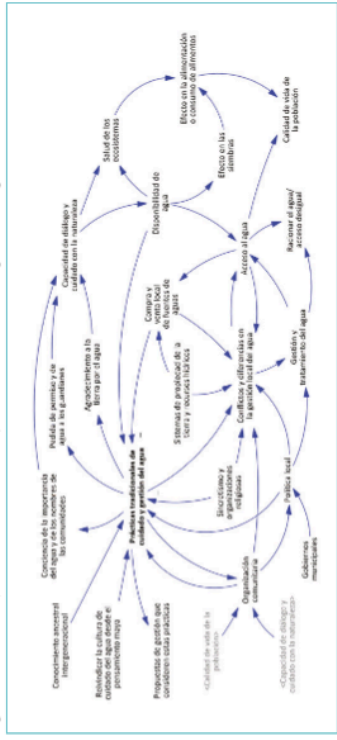 Conocimiento ancestral
intergeneracional
Reivindicar la cultura de
cuidado del agua desde el
pensamiento maya
Propuestas de gestión que
consideren estas prácticas
<Calidad de vida de la
población>
<Capacidad de diálogo y
cuidado con la naturaleza>
Conciencia de la importancia
del agua y de los nombres de
las comunidades
Prácticas tradicionales de
cuidado y gestión del agua
Organización
comunitaria
Gobiernos
municipales
Pedida de permiso y de
agua a los guardianes
Agradecimiento a la
tierra por el agua
Sincretismo y
organizaciones
religiosas
Política local
Capacidad de diálogo y
cuidado con la naturaleza
Compra y
venta local
de fuentes de
aguas
Sistemas de propiedad de la
tierra y recursos hídricos
Conflictos y diferencias en
la gestión local del agua
Gestión y
tratamiento del agua
Salud de los
ecosistemas
Disponibilidad de
agua
Acceso al agua
Racionar el agua/
acceso desigual
Efecto en la alimentación
o consumo de alimentos
Efecto en las
siembras
Calidad de vida de
la población